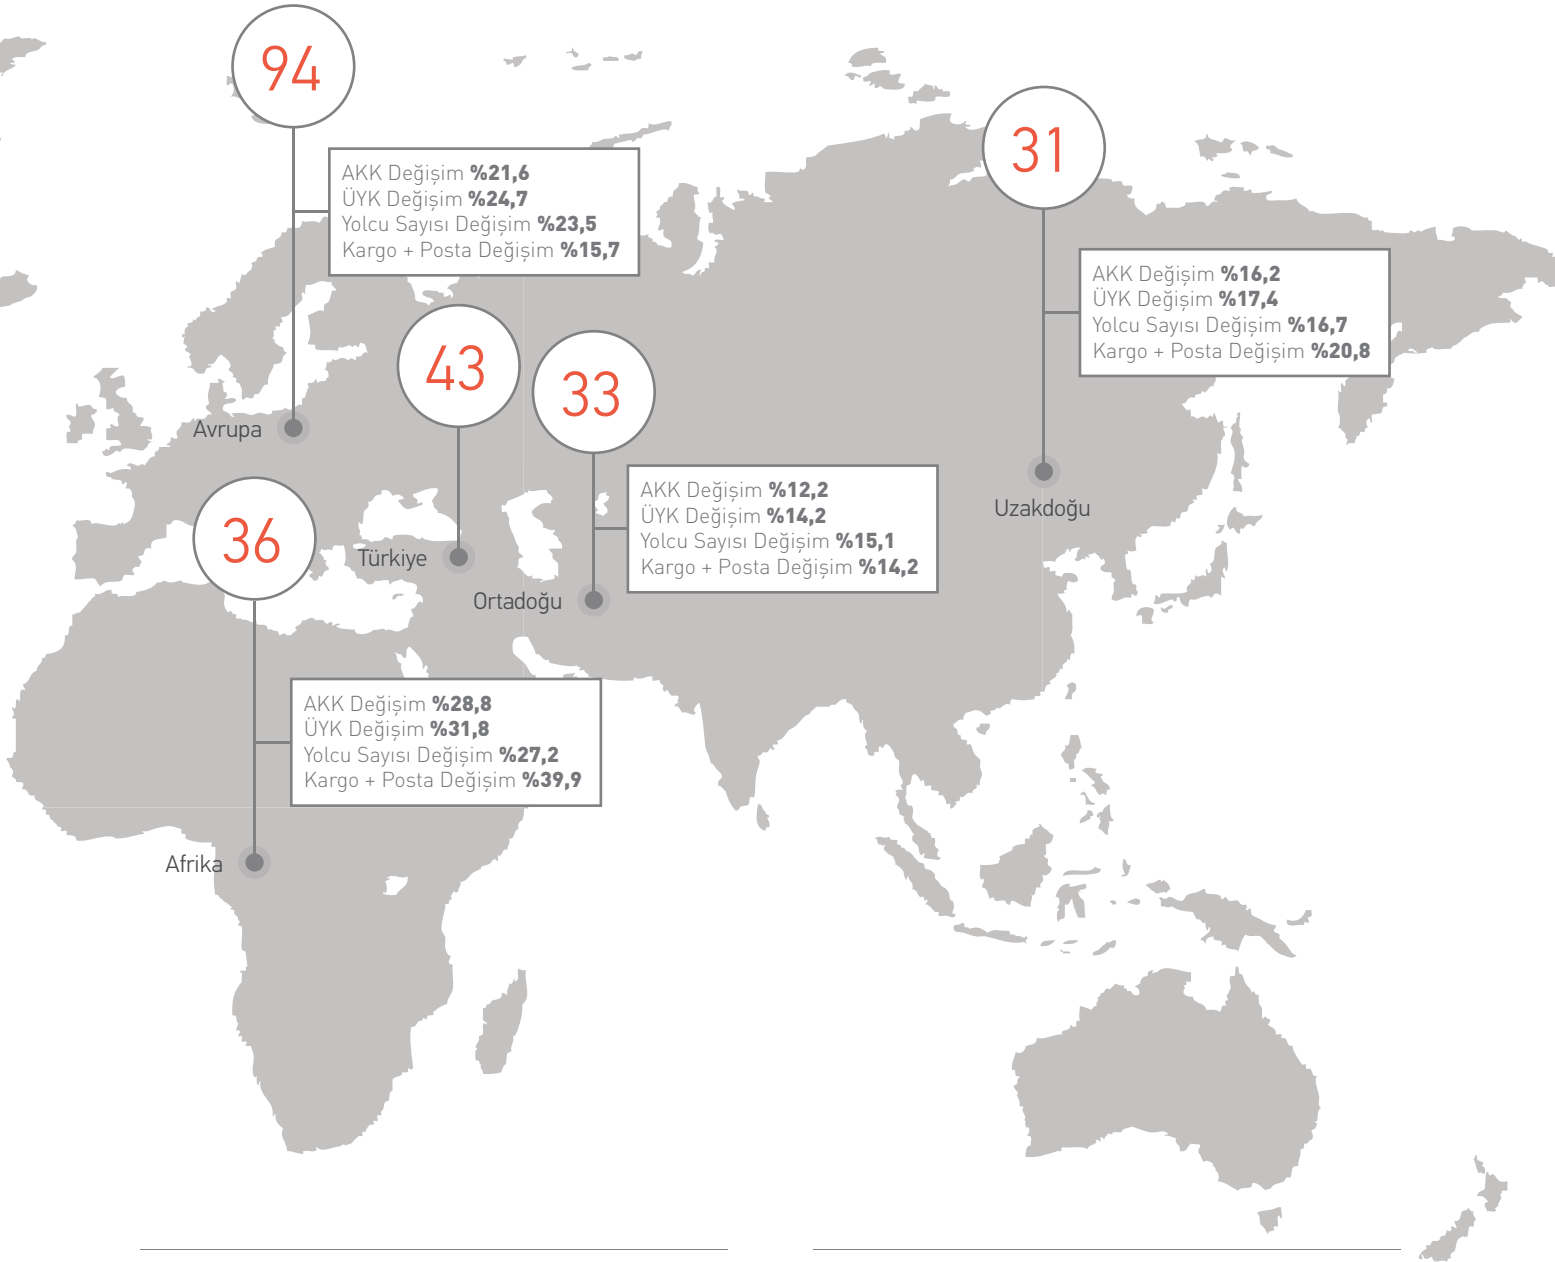 94
AKK Değişim %21,6
ÜYK Değişim %24,7
Yolcu Sayısı Değişim %23,5
Kargo + Posta Değişim %15,7
Avrupa
31
AKK Değişim %16,2
ÜYK Değişim %17,4
Yolcu Sayısı Değişim %16,7
Kargo + Posta Değişim %20,8
Uzakdoğu
43
Türkiye
33
AKK Değişim %12,2
ÜYK Değişim %14,2
Yolcu Sayısı Değişim %15,1
Kargo + Posta Değişim %14,2
Ortadoğu
36
AKK Değişim %28,8
ÜYK Değişim %31,8
Yolcu Sayısı Değişim %27,2
Kargo + Posta Değişim %39,9
Afrika